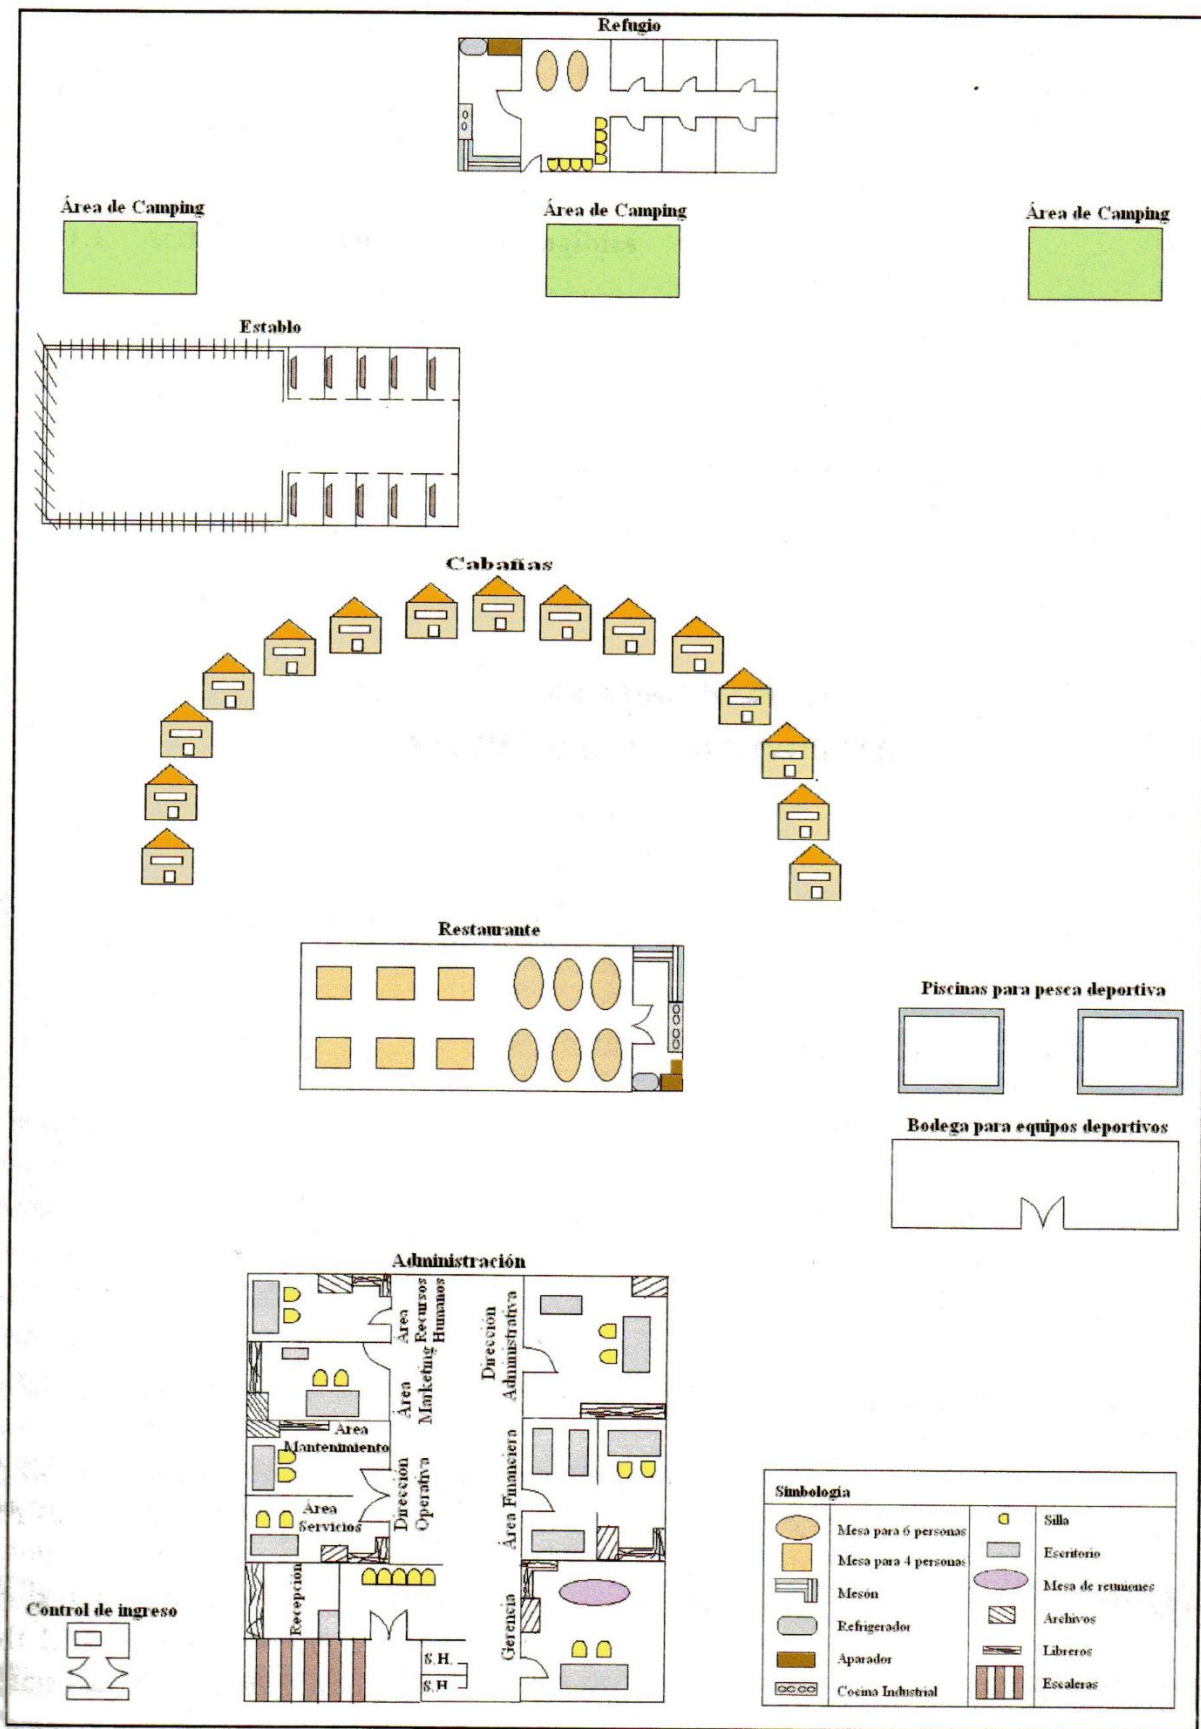 Refugio
Área de Camping
Área de Camping
Área de Camping
Establo
Cabañas
Restaurante
Piscinas para pesca deportiva
Bodega para equipos deportivos
Administración
Área
Recursos
Humanos
Dirección
Administrativa
Área
Marketing
Area
Mantenimiento
Dirección
Operativa
Área Financiera
Área
Servicios
Recepción
Gerencia
S.H.
S.H
Control de ingreso
Simbología
Mesa para 6 personas
Mesa para 4 personas
Mesón
Refrigerador
Aparador
Cocina Industrial
Silla
Escritorio
Mesa de reuniones
Archivos
Libreros
Escaleras